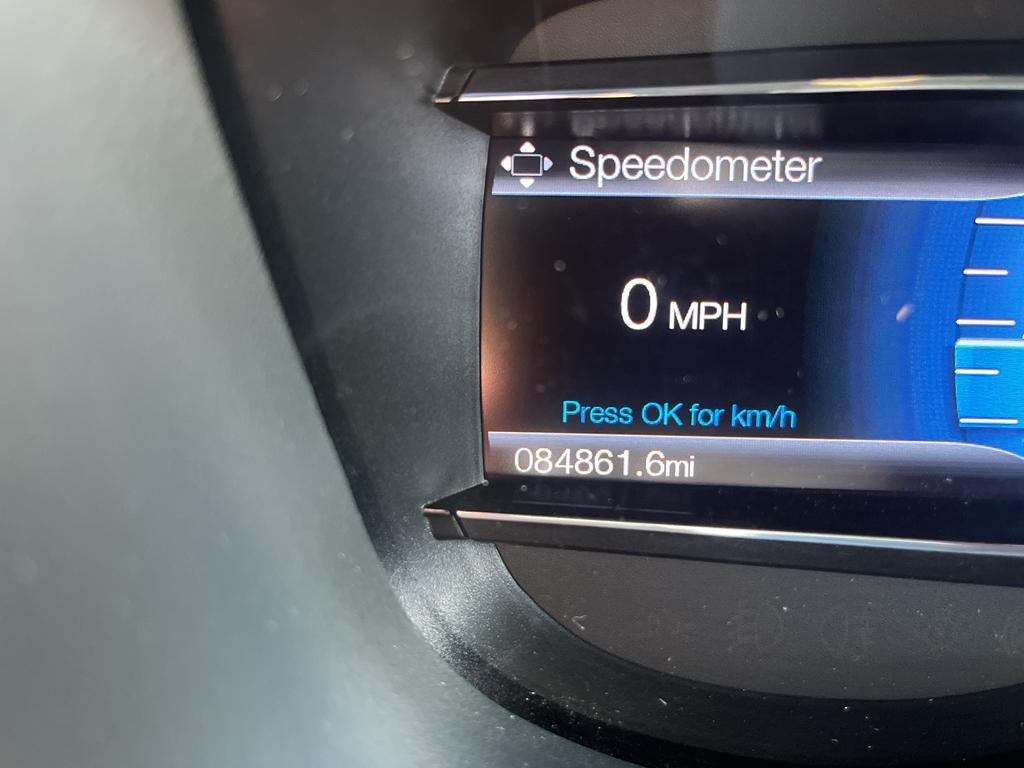 Speedometer
0 MPH
Press OK for km/h
084861.6mi